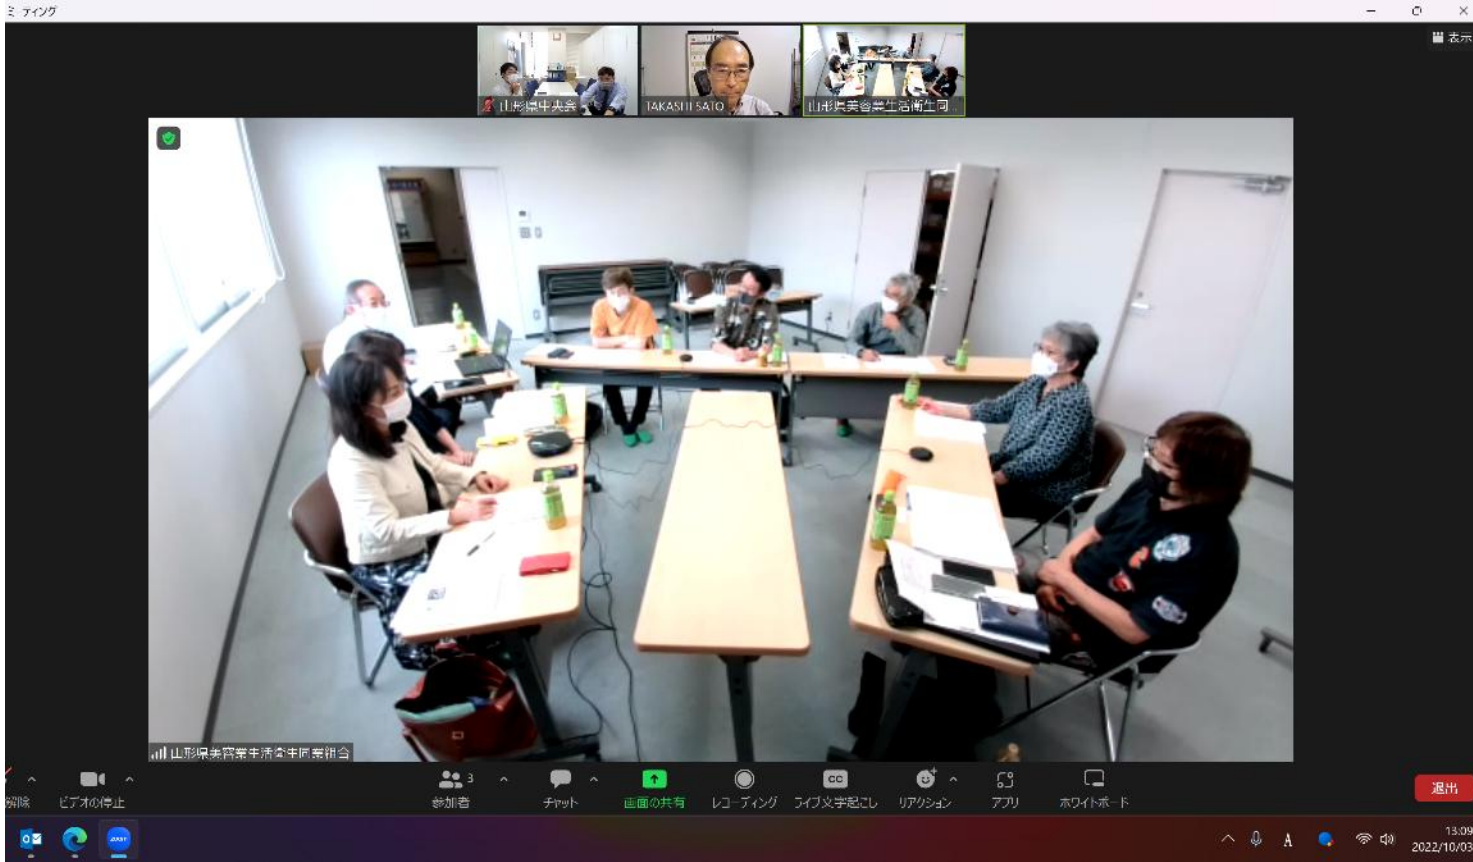 ミーティング
表示
山形県中央会
TAKASHI SATO
山形県美容業生活衛生同...
山形県美容業生活衛生同業組合
解除
ビデオの停止
3
参加者
チャット
画面の共有
レコーディング
CC
ライブ文字起こし
リアクション
アプリ
ホワイトボード
退出
A
13:09
2022/10/03